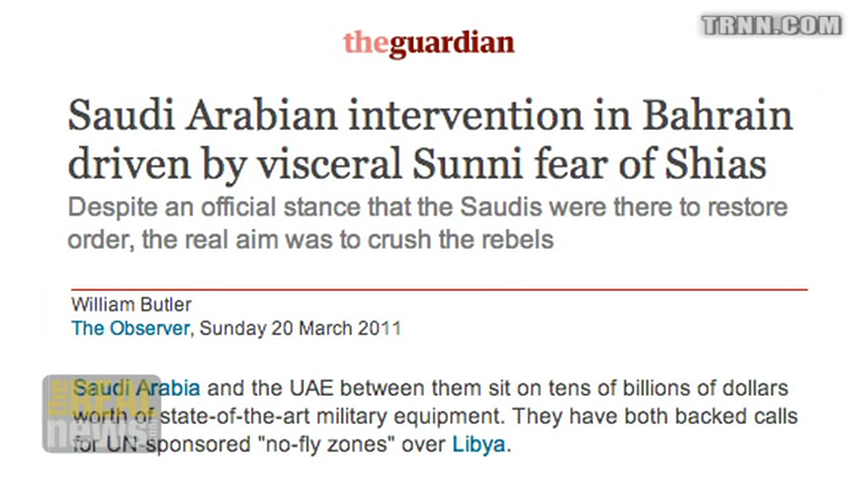 TRNN.COM
theguardian
Saudi Arabian intervention in Bahrain
driven by visceral Sunni fear of Shias
Despite an official stance that the Saudis were there to restore
order, the real aim was to crush the rebels
William Butler
The Observer, Sunday 20 March 2011
Saudi Arabia and the UAE between them sit on tens of billions of dollars
worth of state-of-the-art military equipment. They have both backed calls
for UN-sponsored "no-fly zones" over Libya.
the REAL
news